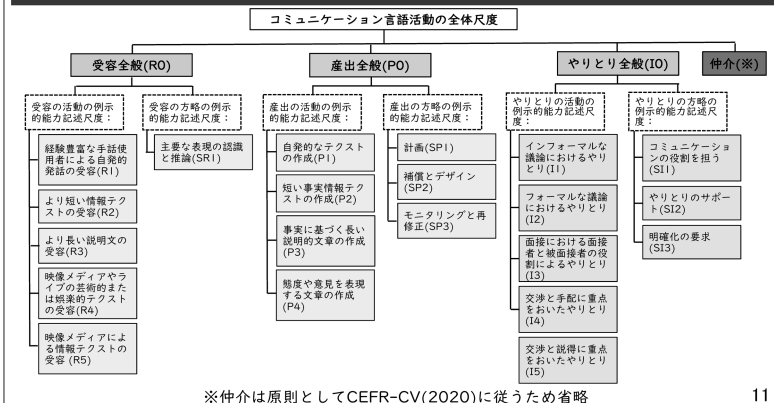 コミュニケーション言語活動の全体尺度
受容全般(RO)
産出全般(PO)
やりとり全般(IO)
仲介(※)
受容の活動の例示
的能力記述尺度：
経験豊富な手話使
用者による自発的
発話の受容(R1)
より短い情報テク
ストの受容(R2)
より長い説明文の
受容(R3)
映像メディアやラ
イブの芸術的また
は娯楽的テクスト
の受容(R4)
映像メディアによ
る情報テクストの
受容 (R5)
受容の方略の例示
的能力記述尺度：
主要な表現の認識
と推論(SR1)
産出の活動の例示
的能力記述尺度：
自発的なテクスト
の作成(P1)
短い事実情報テク
ストの作成(P2)
事実に基づく長い
説明的文章の作成
(P3)
態度や意見を表現
する文章の作成
(P4)
産出の方略の例示
的能力記述尺度：
計画(SP1)
補償とデザイン
(SP2)
モニタリングと再
修正(SP3)
やりとりの活動の
例示的能力記述尺
度：
インフォーマルな
議論におけるやり
とり(I1)
フォーマルな議論
におけるやりとり
(I2)
面接における面接
者と被面接者の役
割によるやりとり
(I3)
交渉と手配に重点
をおいたやりとり
(I4)
交渉と説得に重点
をおいたやりとり
(I5)
やりとりの方略の
例示的能力記述尺
度：
コミュニケーショ
ンの役割を担う
(SI1)
やりとりのサポー
ト(SI2)
明確化の要求
(SI3)
※仲介は原則としてCEFR-CV(2020)に従うため省略
11